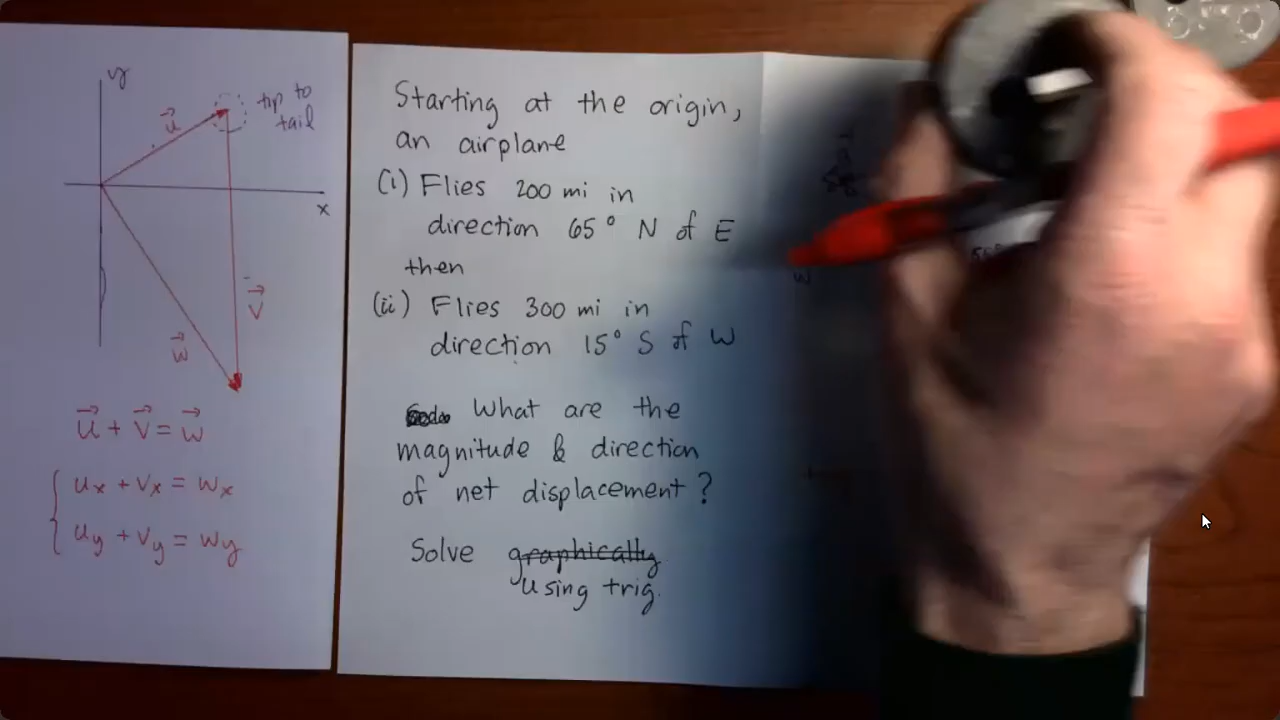 y
tip to
tail
u
x
v
w
u + v = w
ux + vx = wx
uy + vy = wy
Starting at the origin,
an airplane
(i) Flies 200 mi in
direction 65° N of E
then
(ii) Flies 300 mi in
direction 15° S of W
What are the
magnitude & direction
of net displacement?
Solve graphically
using trig.
W